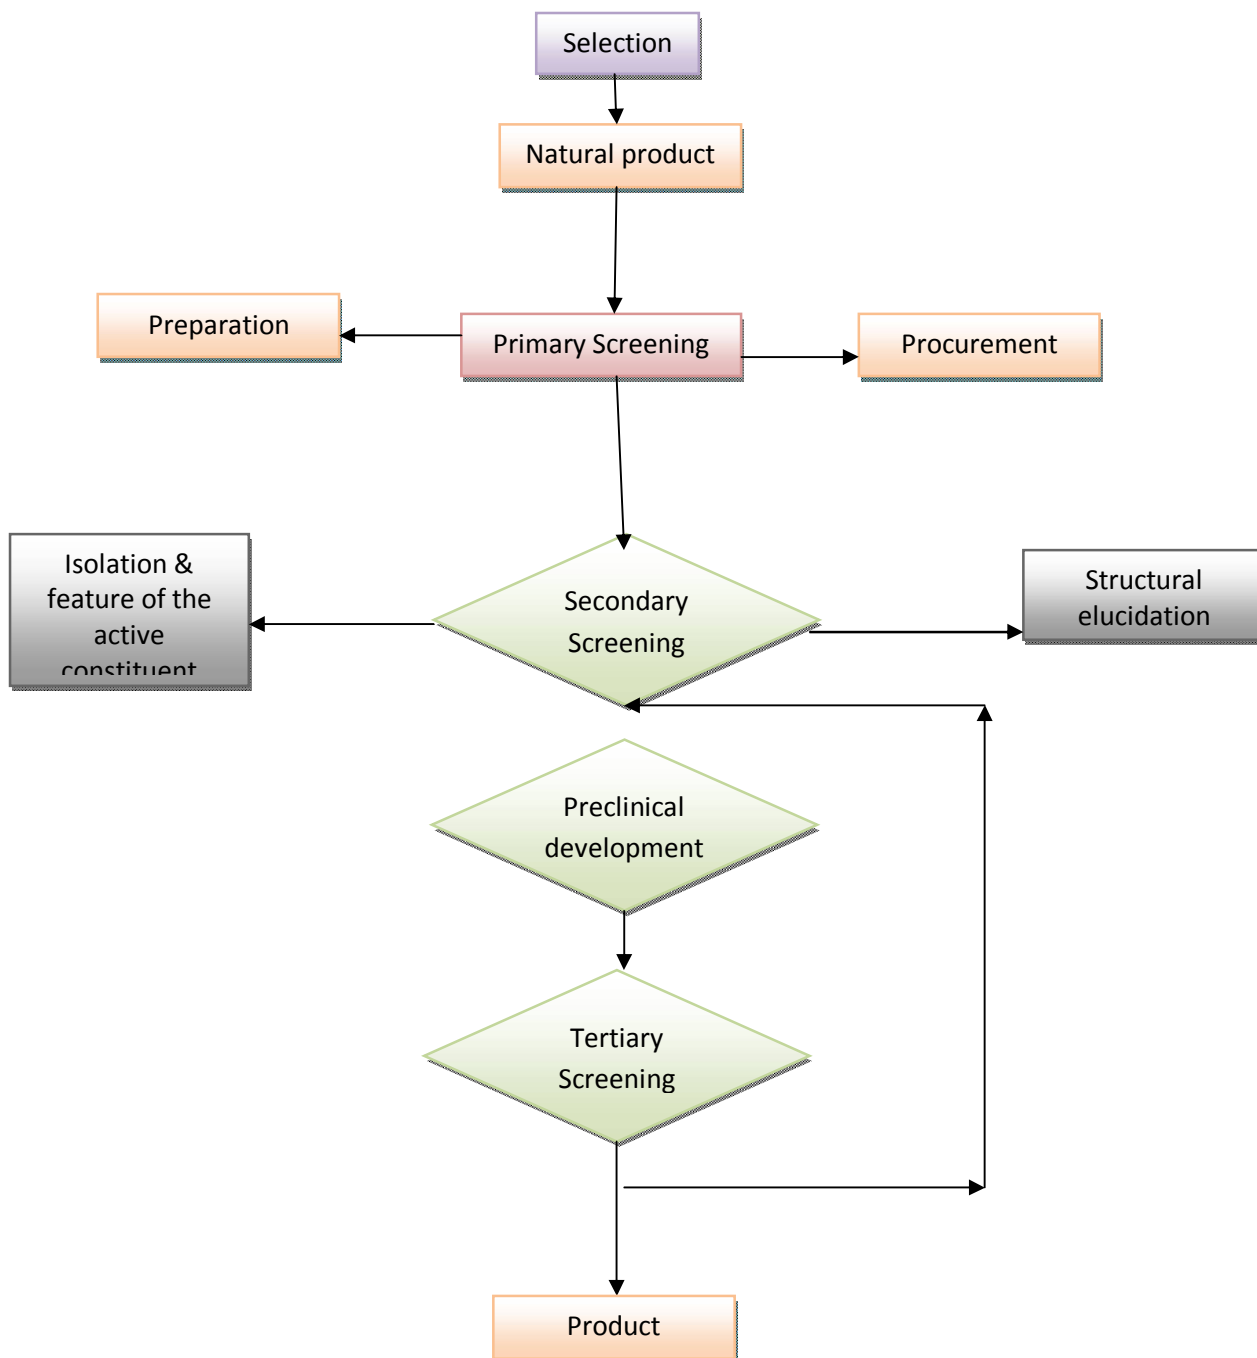 Selection
Natural product
Preparation
Primary Screening
Procurement
Isolation &
feature of the
active
constituent
Secondary
Screening
Structural
elucidation
Preclinical
development
Tertiary
Screening
Product